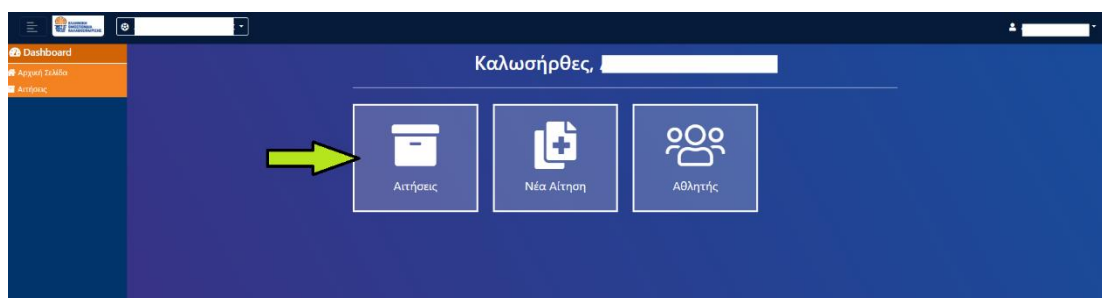 Dashboard
Αρχική Σελίδα
Αιτήσεις
Καλωσήρθες,
Αιτήσεις
Νέα Αίτηση
Αθλητής